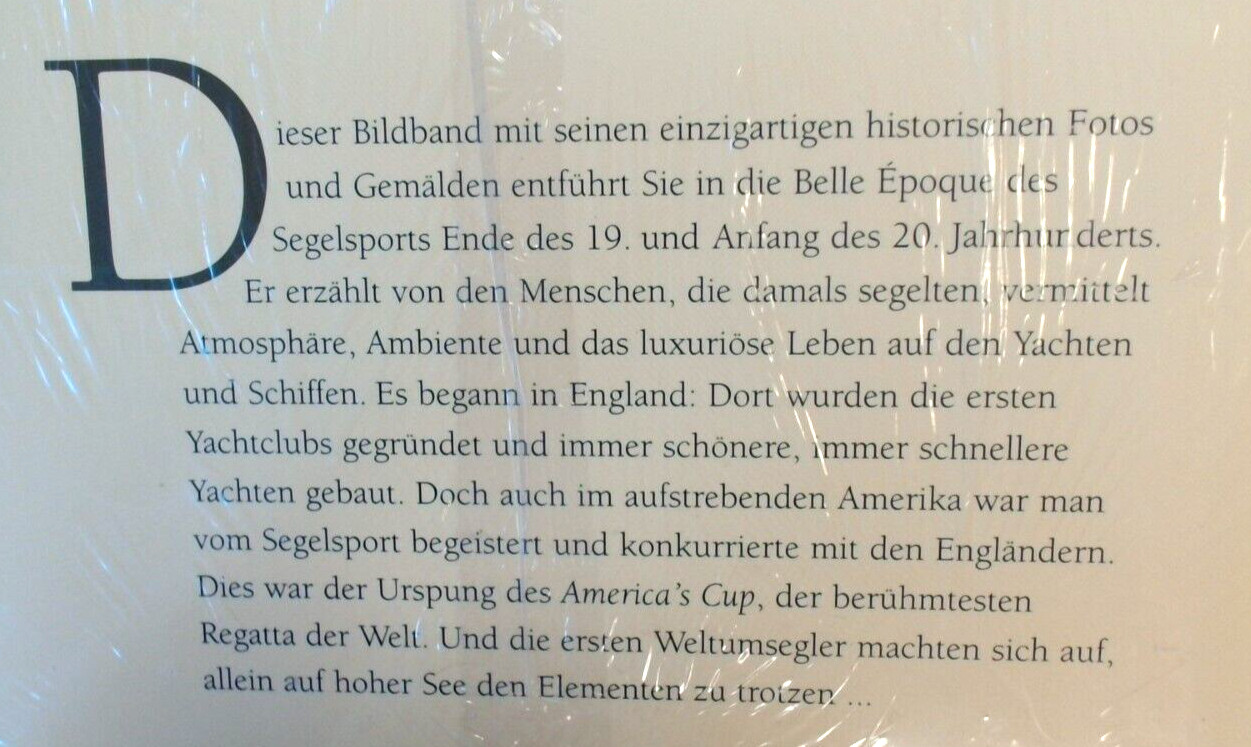 Dieser Bildband mit seinen einzigartigen historischen Fotos
und Gemälden entführt Sie in die Belle Époque des
Segelsports Ende des 19. und Anfang des 20. Jahrhunderts.
Er erzählt von den Menschen, die damals segelten, vermittelt
Atmosphäre, Ambiente und das luxuriöse Leben auf den Yachten
und Schiffen. Es begann in England: Dort wurden die ersten
Yachtclubs gegründet und immer schönere, immer schnellere
Yachten gebaut. Doch auch im aufstrebenden Amerika war man
vom Segelsport begeistert und konkurrierte mit den Engländern.
Dies war der Urspung des America's Cup, der berühmtesten
Regatta der Welt. Und die ersten Weltumsegler machten sich auf,
allein auf hoher See den Elementen zu trotzen ...